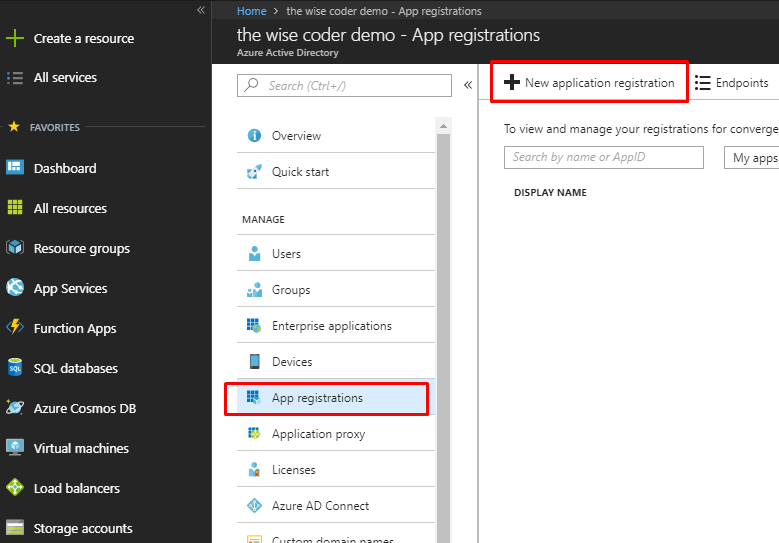 Create a resource
All services
FAVORITES
Dashboard
All resources
Resource groups
App Services
Function Apps
SQL databases
Azure Cosmos DB
Virtual machines
Load balancers
Storage accounts
Home > the wise coder demo - App registrations
the wise coder demo - App registrations
Azure Active Directory
Search (Ctrl+/)
Overview
Quick start
MANAGE
Users
Groups
Enterprise applications
Devices
App registrations
Application proxy
Licenses
Azure AD Connect
Custom domain names
New application registration
Endpoints
To view and manage your registrations for converge
Search by name or AppID
My apps
DISPLAY NAME